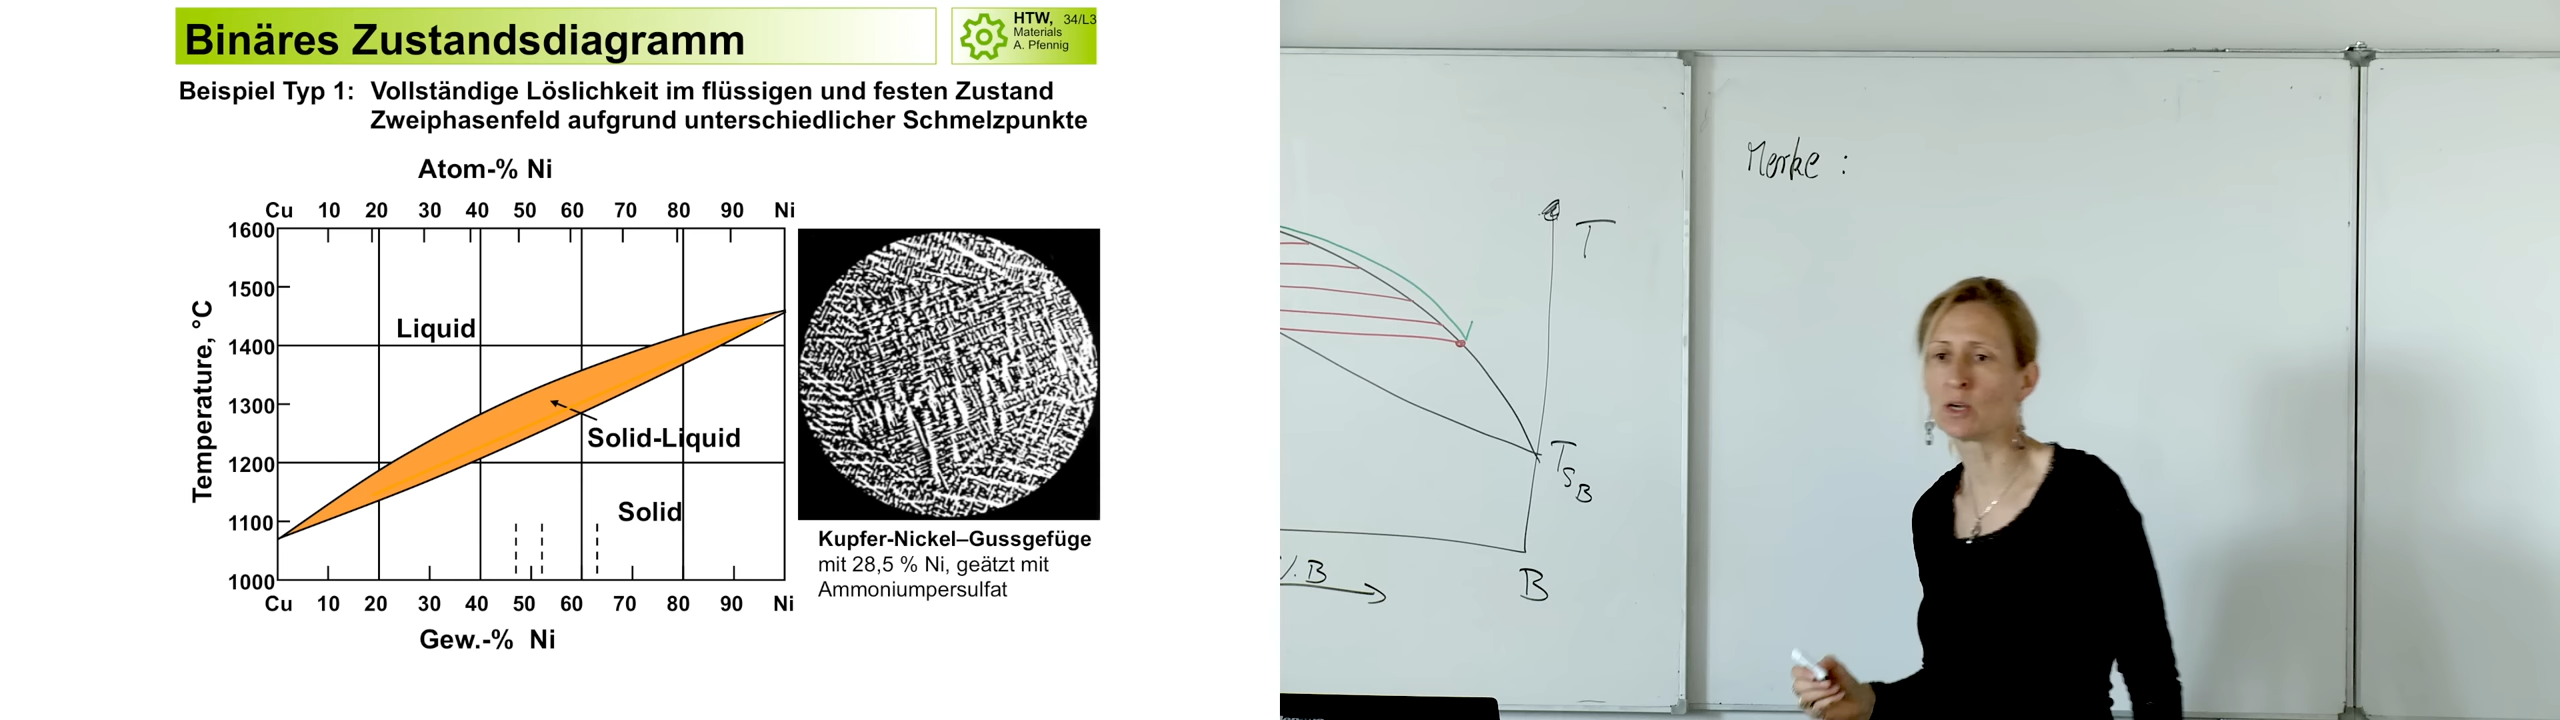 Binäres Zustandsdiagramm
HTW, 34/L3
Materials
A. Pfennig
Beispiel Typ 1: Vollständige Löslichkeit im flüssigen und festen Zustand
Zweiphasenfeld aufgrund unterschiedlicher Schmelzpunkte
Atom-% Ni
Cu 10 20 30 40 50 60 70 80 90 Ni
1600
1500
1400
1300
1200
1100
1000
Temperature, °C
Liquid
Solid-Liquid
Solid
Cu 10 20 30 40 50 60 70 80 90 Ni
Gew.-% Ni
Kupfer-Nickel–Gussgefüge
mit 28,5 % Ni, geätzt mit
Ammoniumpersulfat
T
T S B
%. B
B
Merke :